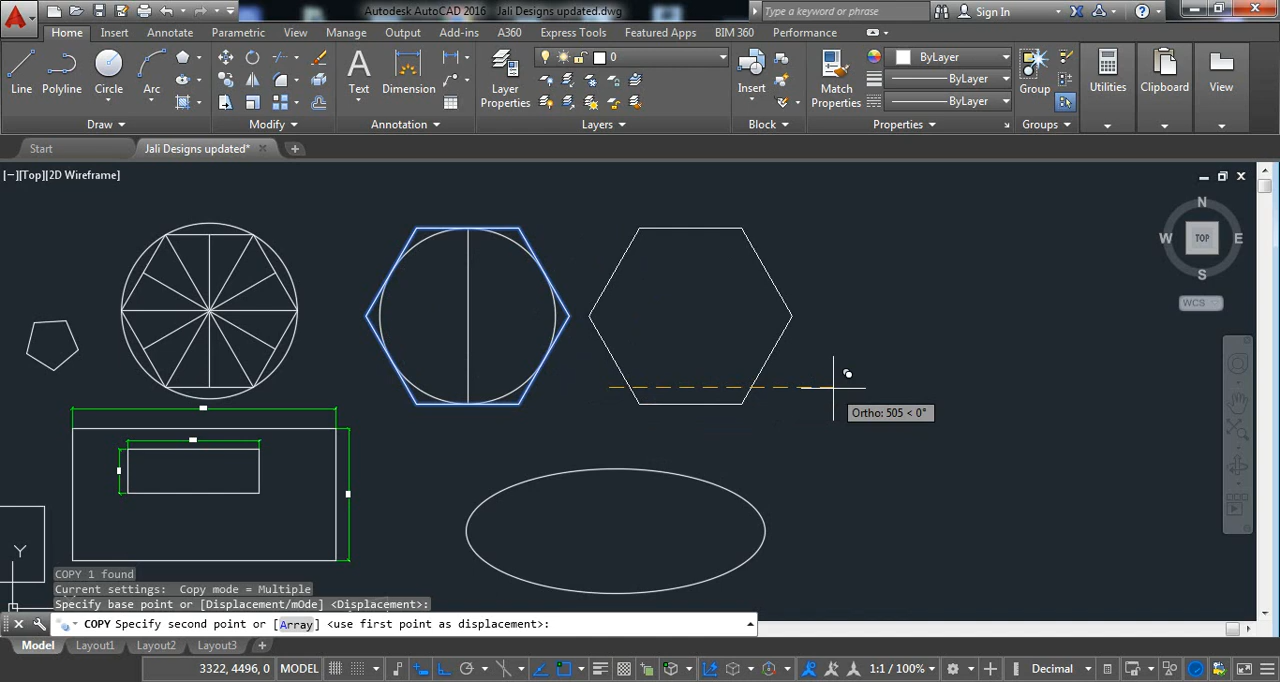 Autodesk AutoCAD 2016 Jali Designs updated.dwg
Type a keyword or phrase
Sign In
Home Insert Annotate Parametric View Manage Output Add-ins A360 Express Tools Featured Apps BIM 360 Performance
Line Polyline Circle Arc
Text Dimension
Layer Properties
0
Insert
Match Properties
ByLayer
ByLayer
ByLayer
Group
Utilities Clipboard View
Draw Modify Annotation Layers Block Properties Groups
Start Jali Designs updated*
[−][Top][2D Wireframe]
N
W TOP E
S
WCS
Ortho: 505 < 0°
Y
COPY 1 found
Current settings: Copy mode = Multiple
Specify base point or [Displacement/mOde] <Displacement>:
COPY Specify second point or [Array] <use first point as displacement>:
Model Layout1 Layout2 Layout3 +
3322, 4496, 0 MODEL 1:1 / 100% Decimal